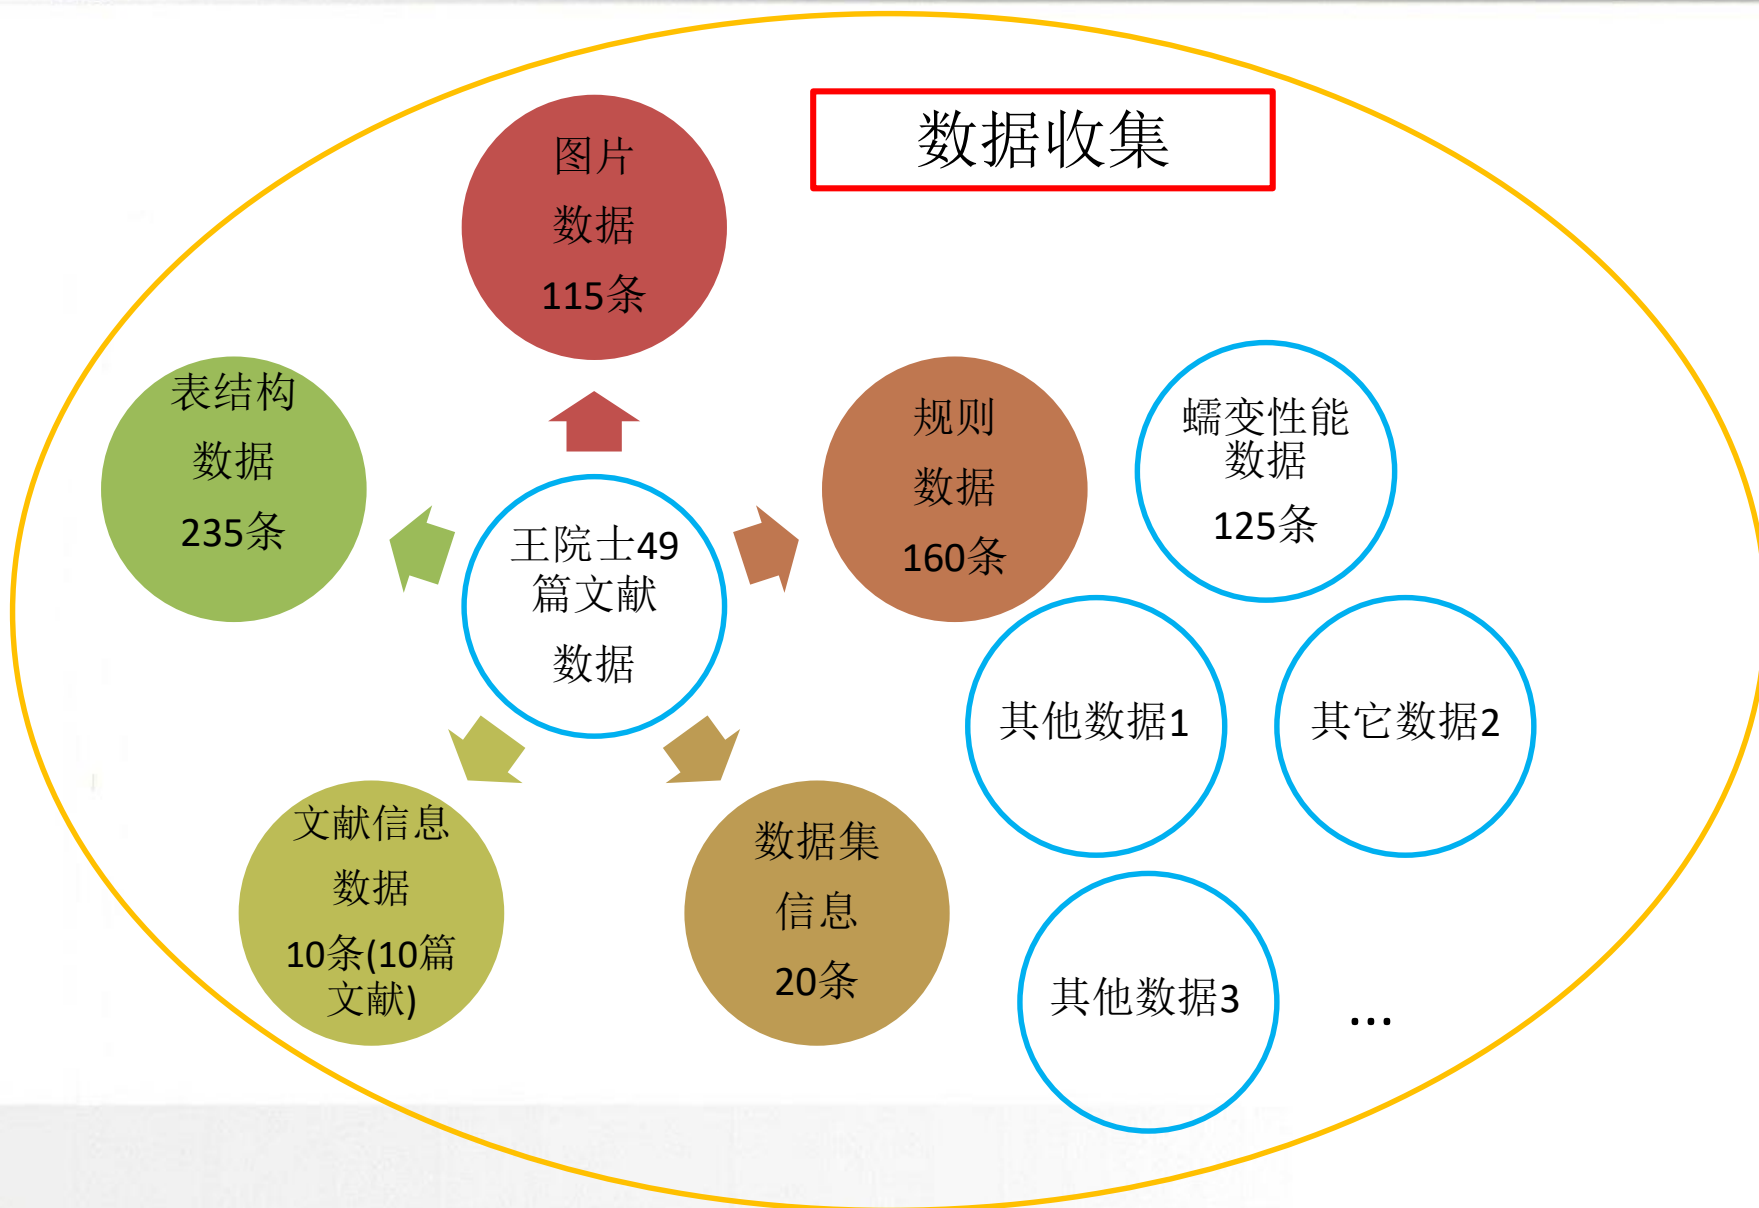 数据收集
图片
数据
115条
表结构
数据
235条
规则
数据
160条
蠕变性能
数据
125条
王院士49
篇文献
数据
其他数据1
其它数据2
文献信息
数据
10条(10篇
文献)
数据集
信息
20条
其他数据3
...